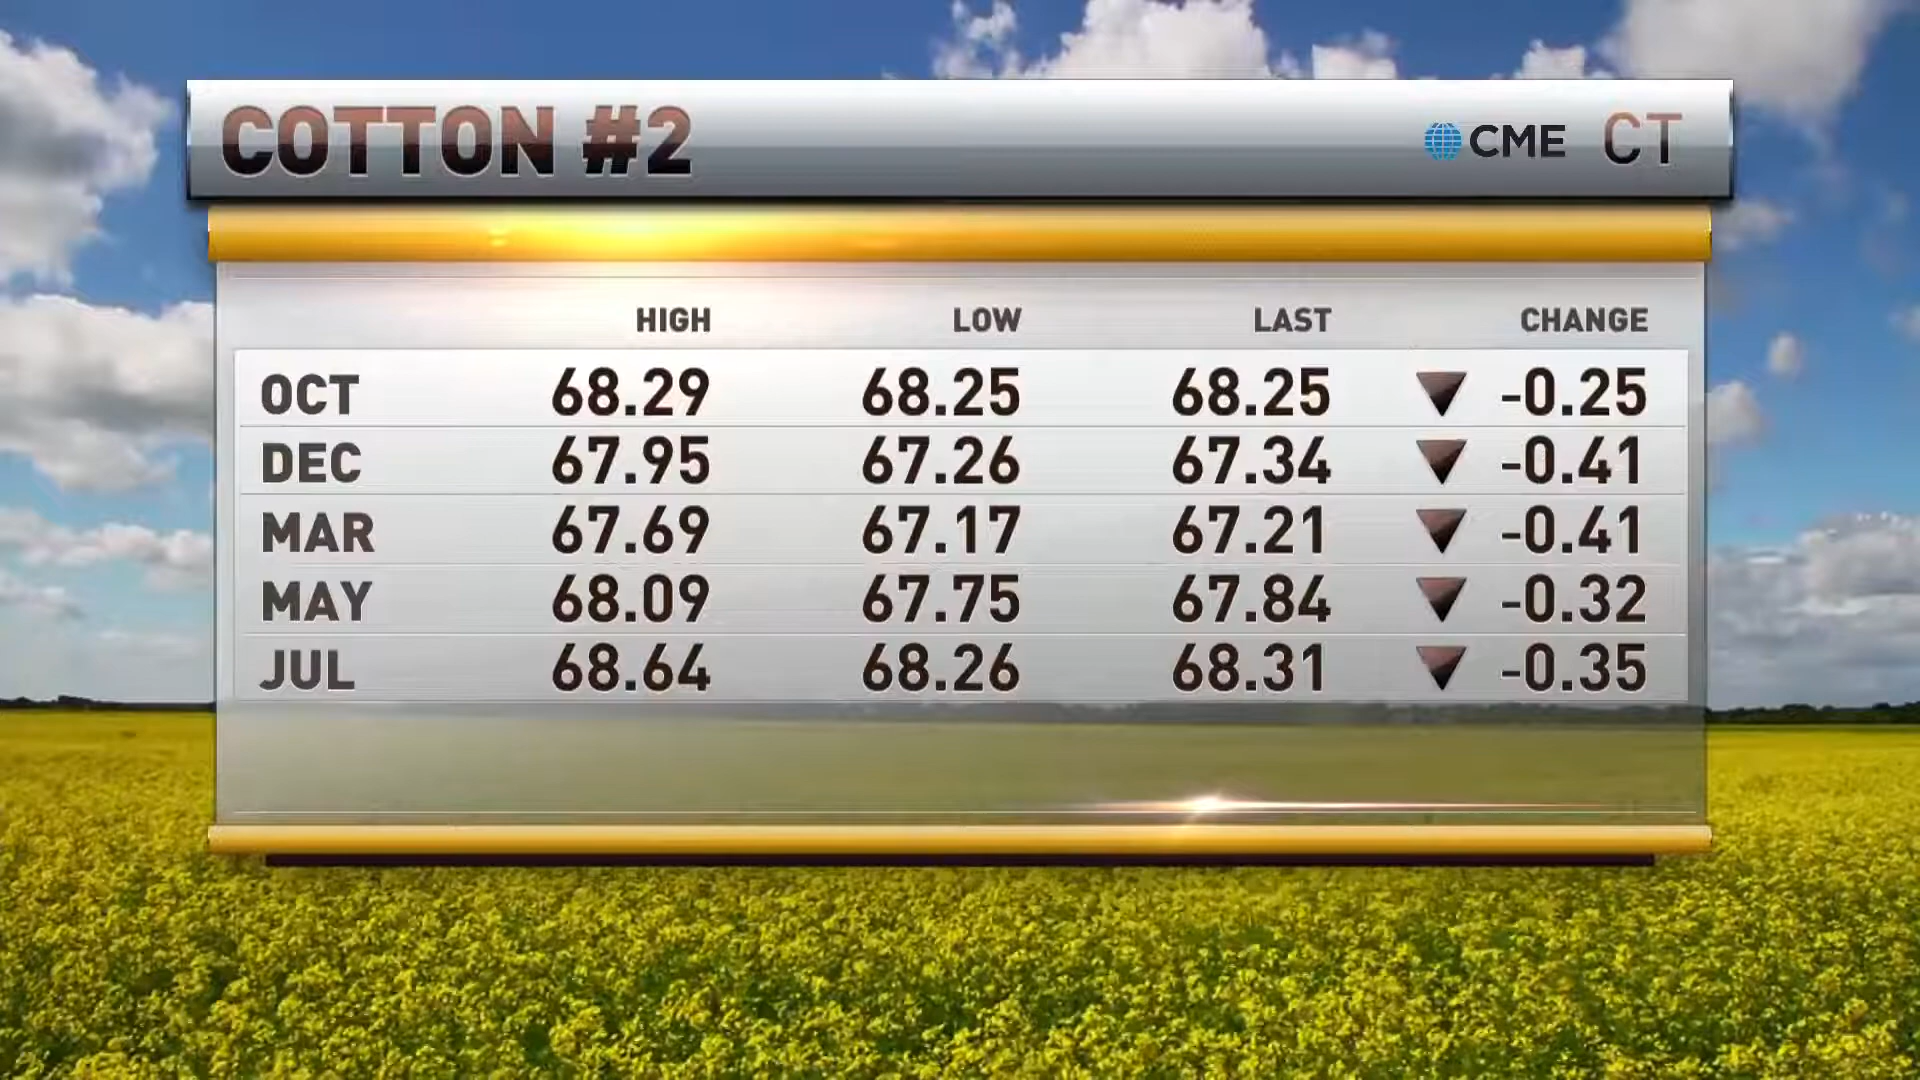 COTTON #2 CME CT
HIGH LOW LAST CHANGE
OCT 68.29 68.25 68.25 ▼ -0.25
DEC 67.95 67.26 67.34 ▼ -0.41
MAR 67.69 67.17 67.21 ▼ -0.41
MAY 68.09 67.75 67.84 ▼ -0.32
JUL 68.64 68.26 68.31 ▼ -0.35